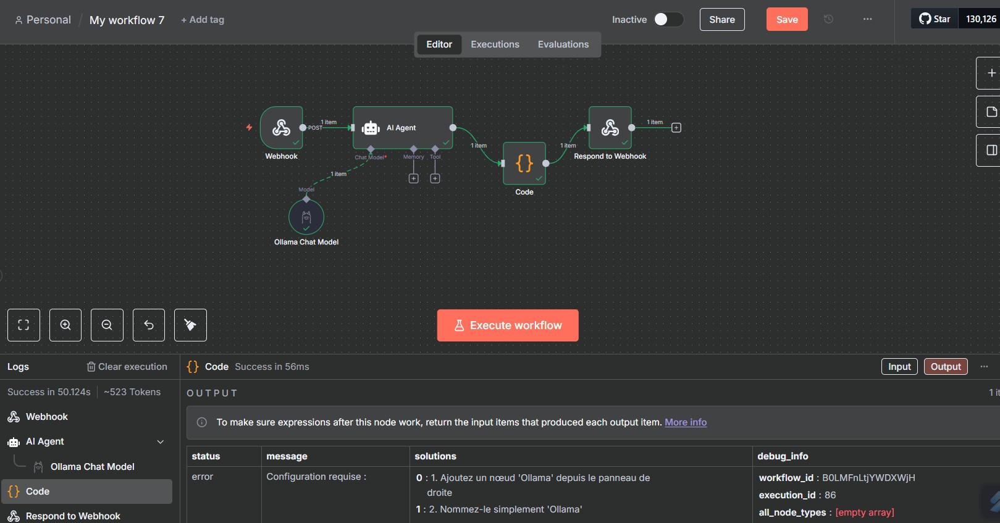 Personal / My workflow 7 + Add tag
Inactive Share Save ... Star 130,126
Editor Executions Evaluations
POST 1 item
AI Agent
1 item
1 item
1 item
Webhook
Chat Model*
Memory
Tool
Respond to Webhook
1 item
Model
Code
Ollama Chat Model
Execute workflow
Logs Clear execution
Success in 50.124s ~523 Tokens
Webhook
AI Agent
Ollama Chat Model
Code
Respond to Webhook
{} Code Success in 56ms
Input Output ...
OUTPUT
1 it
To make sure expressions after this node work, return the input items that produced each output item. More info
status message solutions debug_info
error Configuration requise :
0 : 1. Ajoutez un nœud 'Ollama' depuis le panneau de
droite
1 : 2. Nommez-le simplement 'Ollama'
workflow_id : B0LMFnLtjYWDXWjH
execution_id : 86
all_node_types : [empty array]